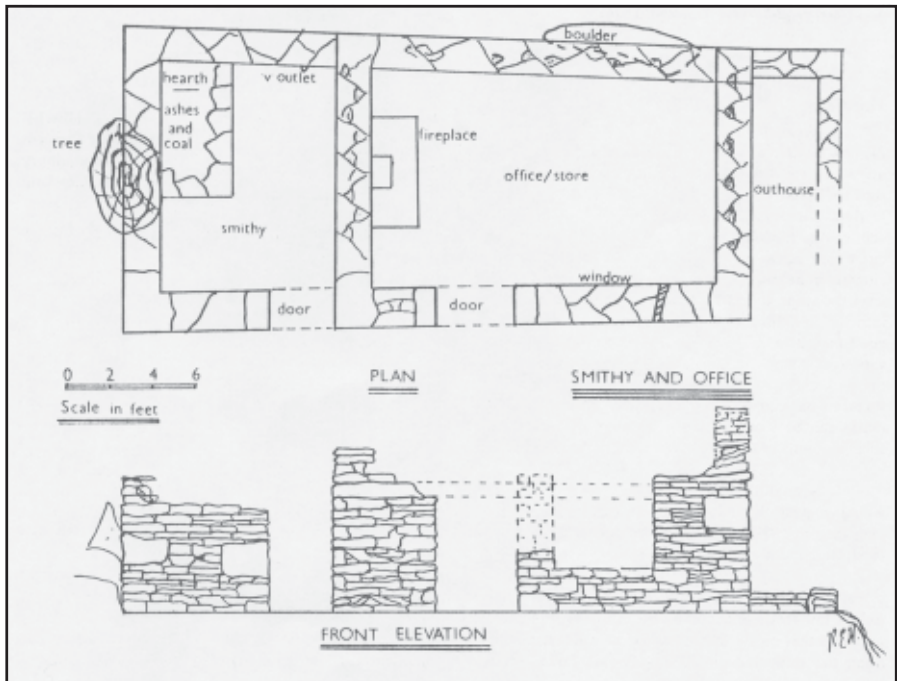 boulder
hearth
v outlet
ashes
and
coal
tree
fireplace
office/store
outhouse
smithy
window
door
door
0 2 4 6
Scale in feet
PLAN
SMITHY AND OFFICE
FRONT ELEVATION
R.E.H.